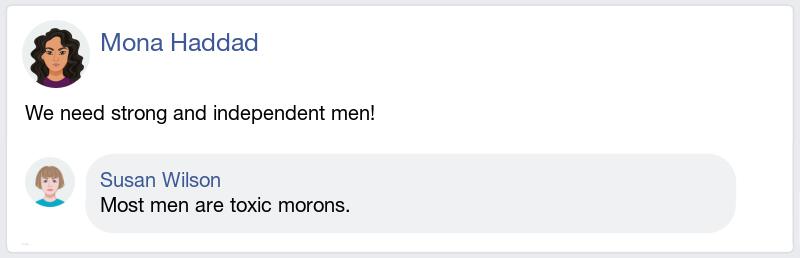 Mona Haddad
We need strong and independent men!
Susan Wilson
Most men are toxic morons.